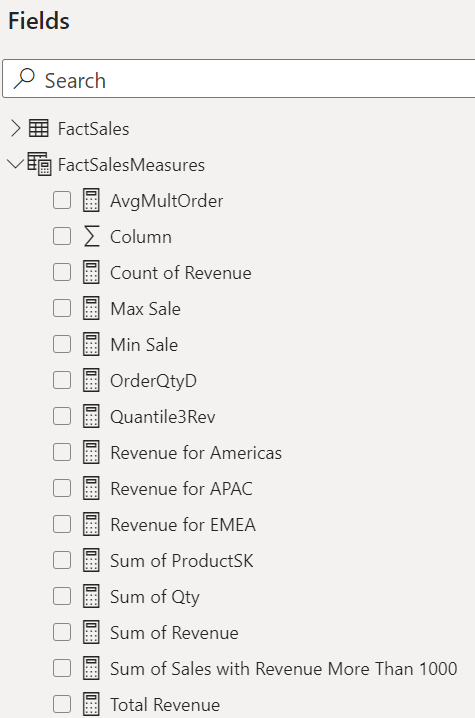 Fields
Search
FactSales
FactSalesMeasures
AvgMultOrder
Column
Count of Revenue
Max Sale
Min Sale
OrderQtyD
Quantile3Rev
Revenue for Americas
Revenue for APAC
Revenue for EMEA
Sum of ProductSK
Sum of Qty
Sum of Revenue
Sum of Sales with Revenue More Than 1000
Total Revenue